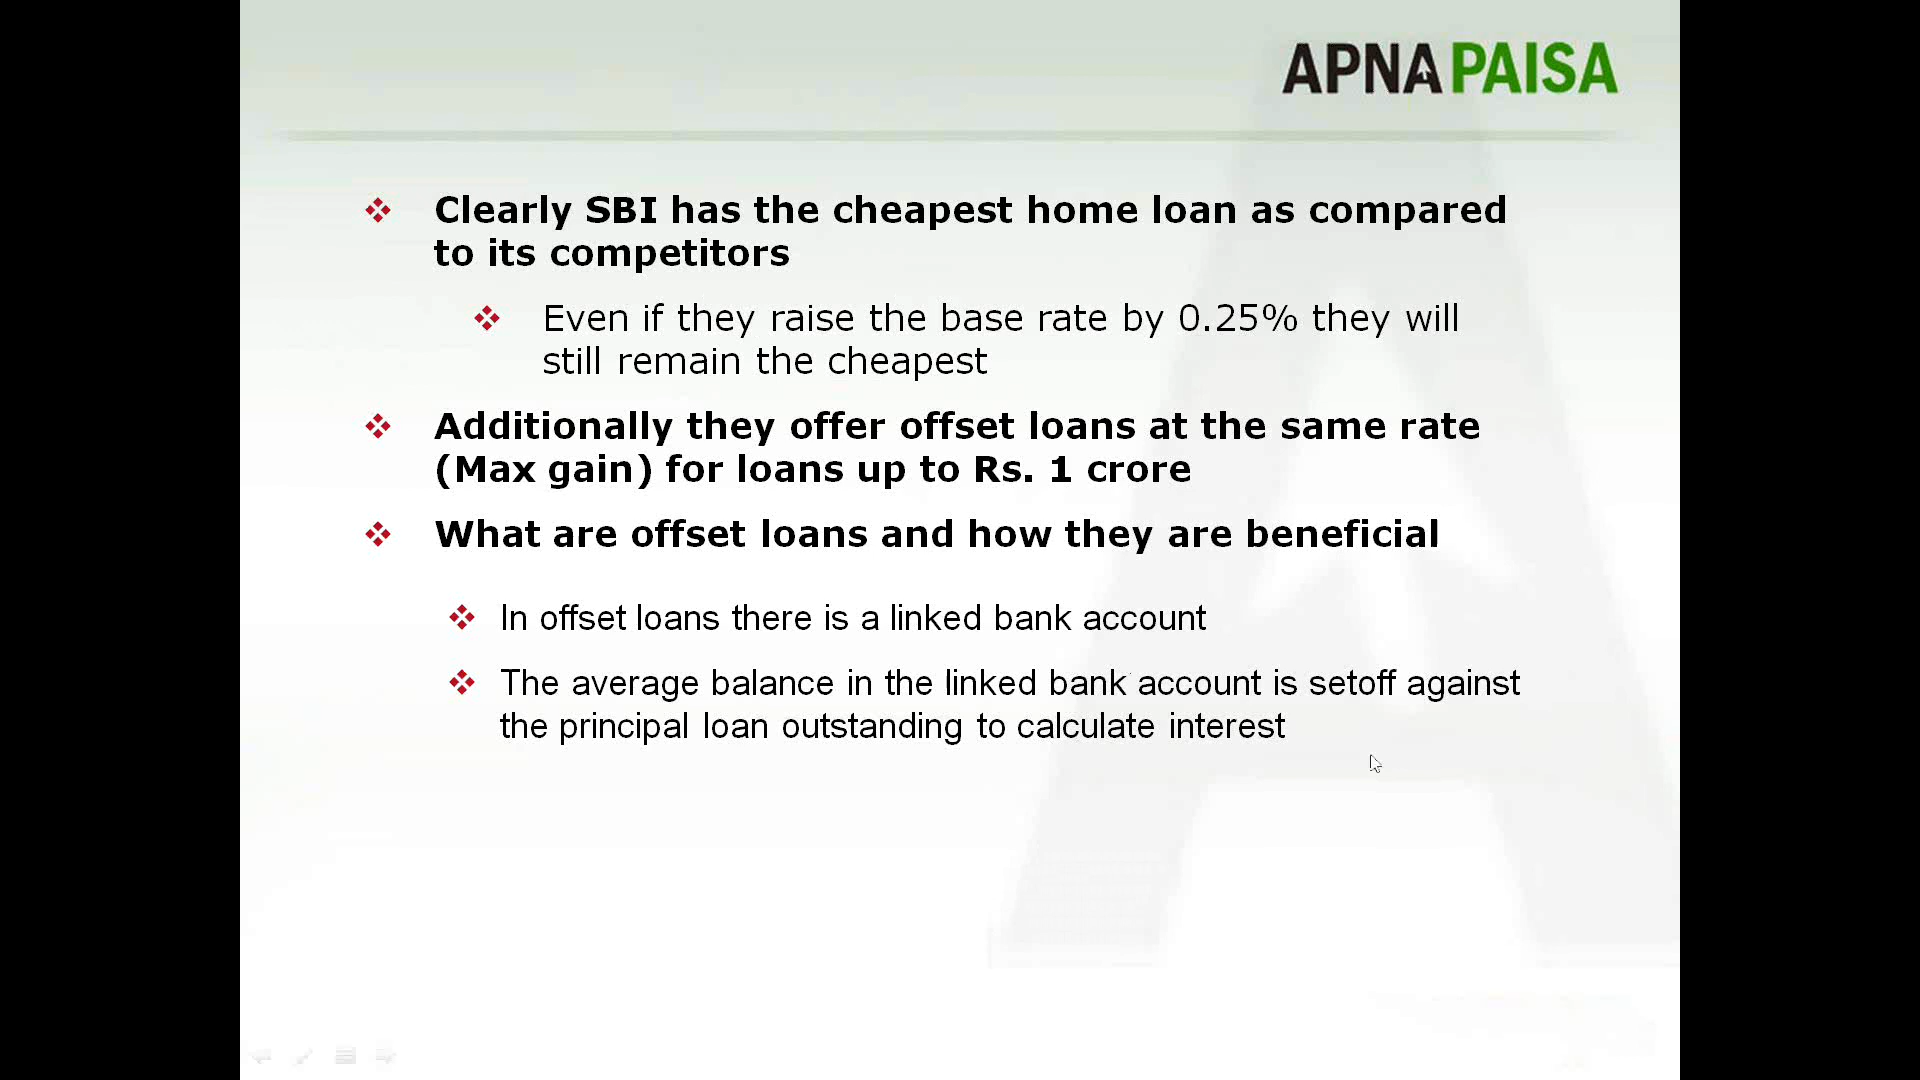 APNAPAISA
Clearly SBI has the cheapest home loan as compared
to its competitors
Even if they raise the base rate by 0.25% they will
still remain the cheapest
Additionally they offer offset loans at the same rate
(Max gain) for loans up to Rs. 1 crore
What are offset loans and how they are beneficial
In offset loans there is a linked bank account
The average balance in the linked bank account is setoff against
the principal loan outstanding to calculate interest